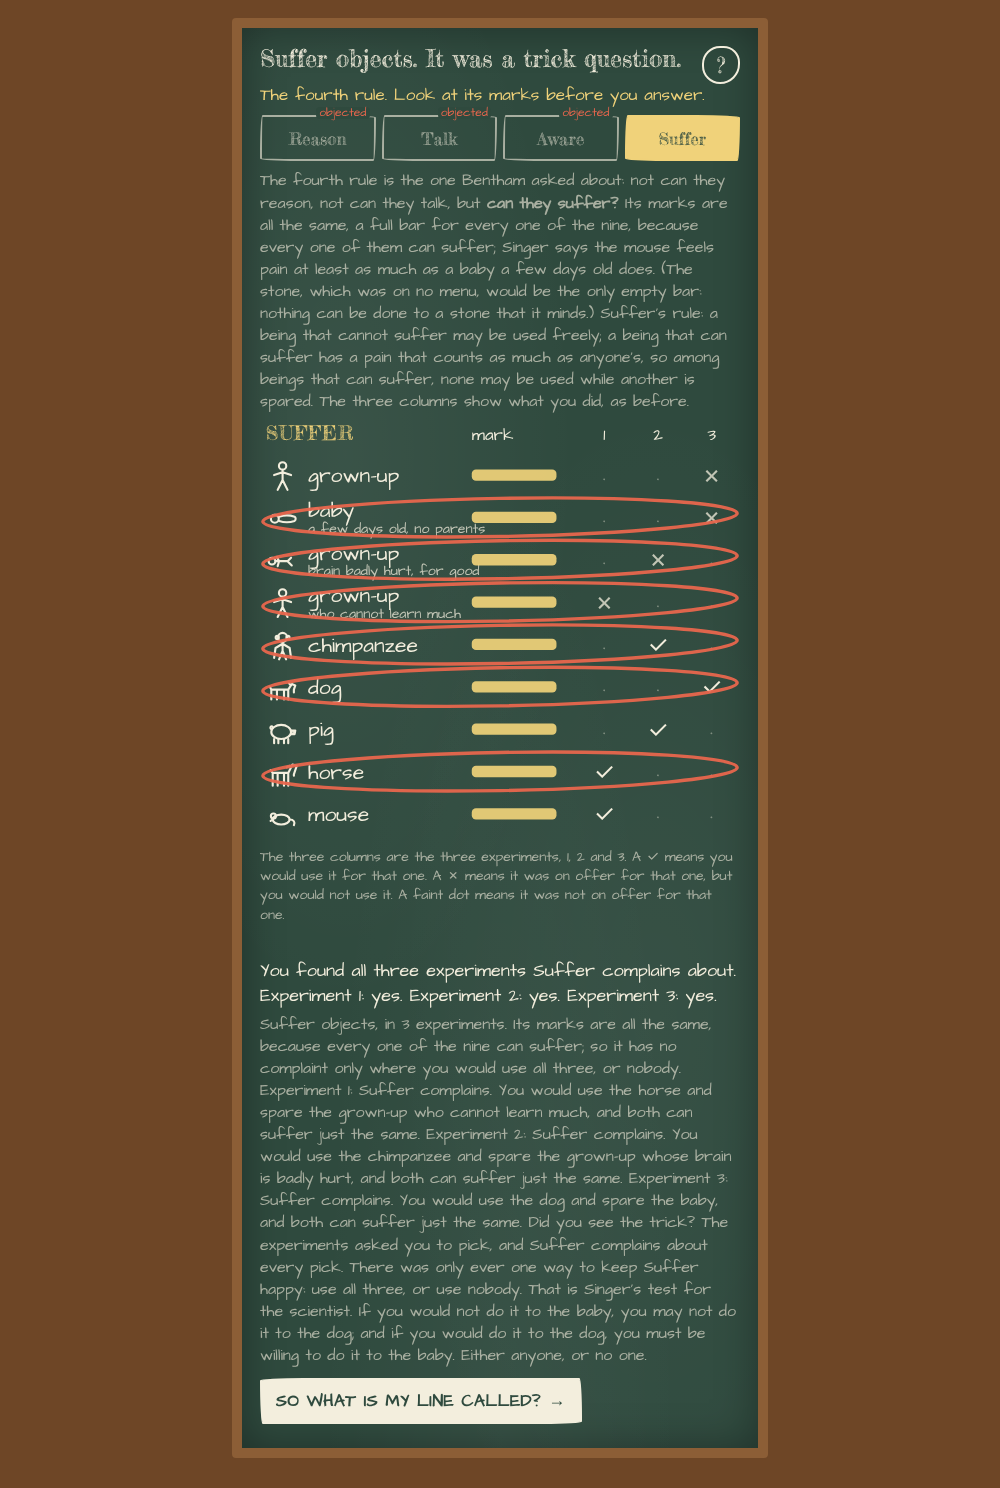 Suffer objects. It was a trick question.
?
The fourth rule. Look at its marks before you answer.
objected
objected
objected
Reason
Talk
Aware
Suffer
The fourth rule is the one Bentham asked about: not can they
reason, not can they talk, but can they suffer? Its marks are
all the same, a full bar for every one of the nine, because
every one of them can suffer; Singer says the mouse feels
pain at least as much as a baby a few days old does. (The
stone, which was on no menu, would be the only empty bar:
nothing can be done to a stone that it minds.) Suffer's rule: a
being that cannot suffer may be used freely; a being that can
suffer has a pain that counts as much as anyone's, so among
beings that can suffer, none may be used while another is
spared. The three columns show what you did, as before.
SUFFER mark 1 2 3
grown-up ✕
baby ✕
a few days old, no parents
grown-up ✕
brain badly hurt, for good
grown-up ✕
who cannot learn much
chimpanzee ✓
dog ✓
pig ✓
horse ✓
mouse ✓
The three columns are the three experiments, 1, 2 and 3. A ✓ means you
would use it for that one. A ✕ means it was on offer for that one, but
you would not use it. A faint dot means it was not on offer for that
one.
You found all three experiments Suffer complains about.
Experiment 1: yes. Experiment 2: yes. Experiment 3: yes.
Suffer objects, in 3 experiments. Its marks are all the same,
because every one of the nine can suffer; so it has no
complaint only where you would use all three, or nobody.
Experiment 1: Suffer complains. You would use the horse and
spare the grown-up who cannot learn much, and both can
suffer just the same. Experiment 2: Suffer complains. You
would use the chimpanzee and spare the grown-up whose brain
is badly hurt, and both can suffer just the same. Experiment 3:
Suffer complains. You would use the dog and spare the baby,
and both can suffer just the same. Did you see the trick? The
experiments asked you to pick, and Suffer complains about
every pick. There was only ever one way to keep Suffer
happy: use all three, or use nobody. That is Singer's test for
the scientist. If you would not do it to the baby, you may not do
it to the dog; and if you would do it to the dog, you must be
willing to do it to the baby. Either anyone, or no one.
SO WHAT IS MY LINE CALLED? →